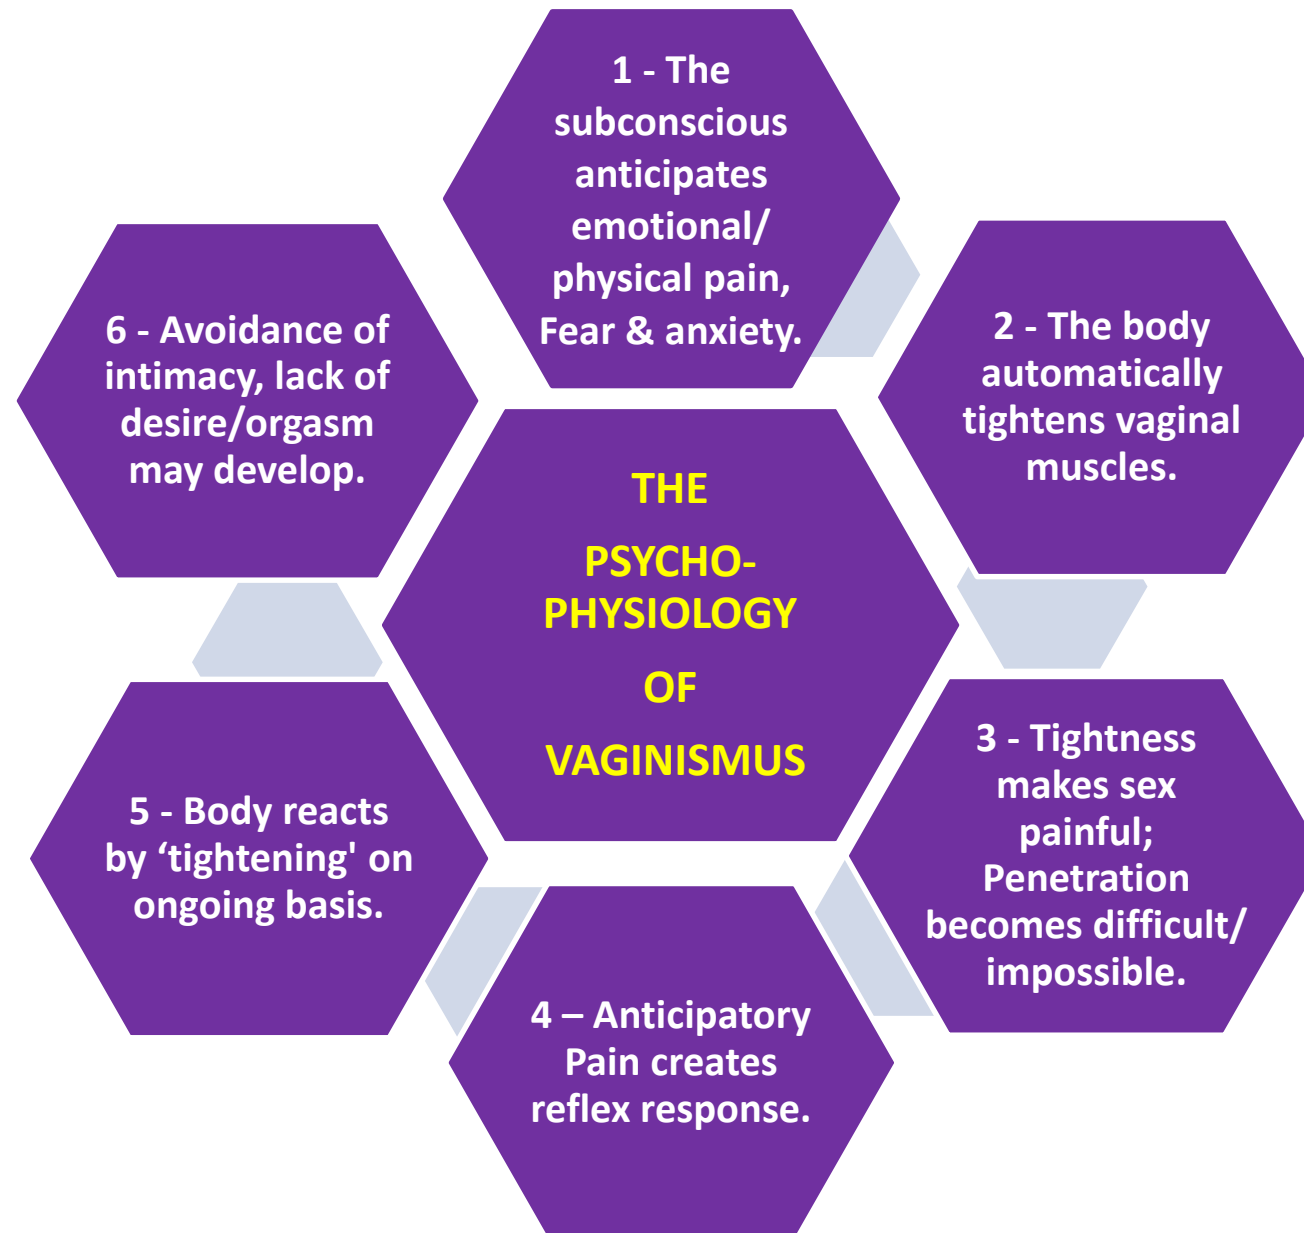 THE
PSYCHO-
PHYSIOLOGY
OF
VAGINISMUS
1 - The
subconscious
anticipates
emotional/
physical pain,
Fear & anxiety.
2 - The body
automatically
tightens vaginal
muscles.
3 - Tightness
makes sex
painful;
Penetration
becomes difficult/
impossible.
4 – Anticipatory
Pain creates
reflex response.
5 - Body reacts
by ‘tightening' on
ongoing basis.
6 - Avoidance of
intimacy, lack of
desire/orgasm
may develop.